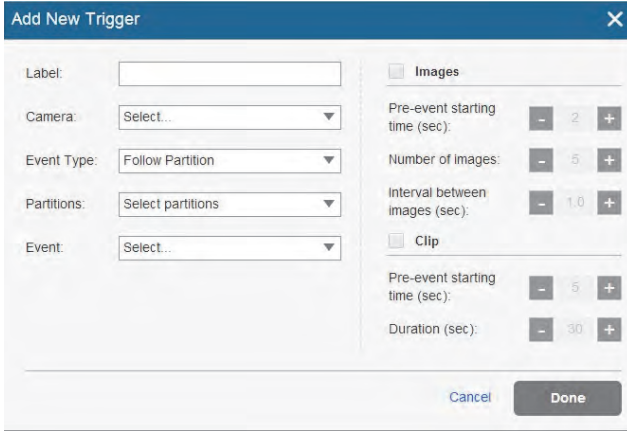 Add New Trigger
Label:
Camera: Select...
Event Type: Follow Partition
Partitions: Select partitions
Event: Select...
Images
Pre-event starting
time (sec): - 2 +
Number of images: - 5 +
Interval between
images (sec): - 1.0 +
Clip
Pre-event starting
time (sec): - 5 +
Duration (sec): - 30 +
Cancel
Done